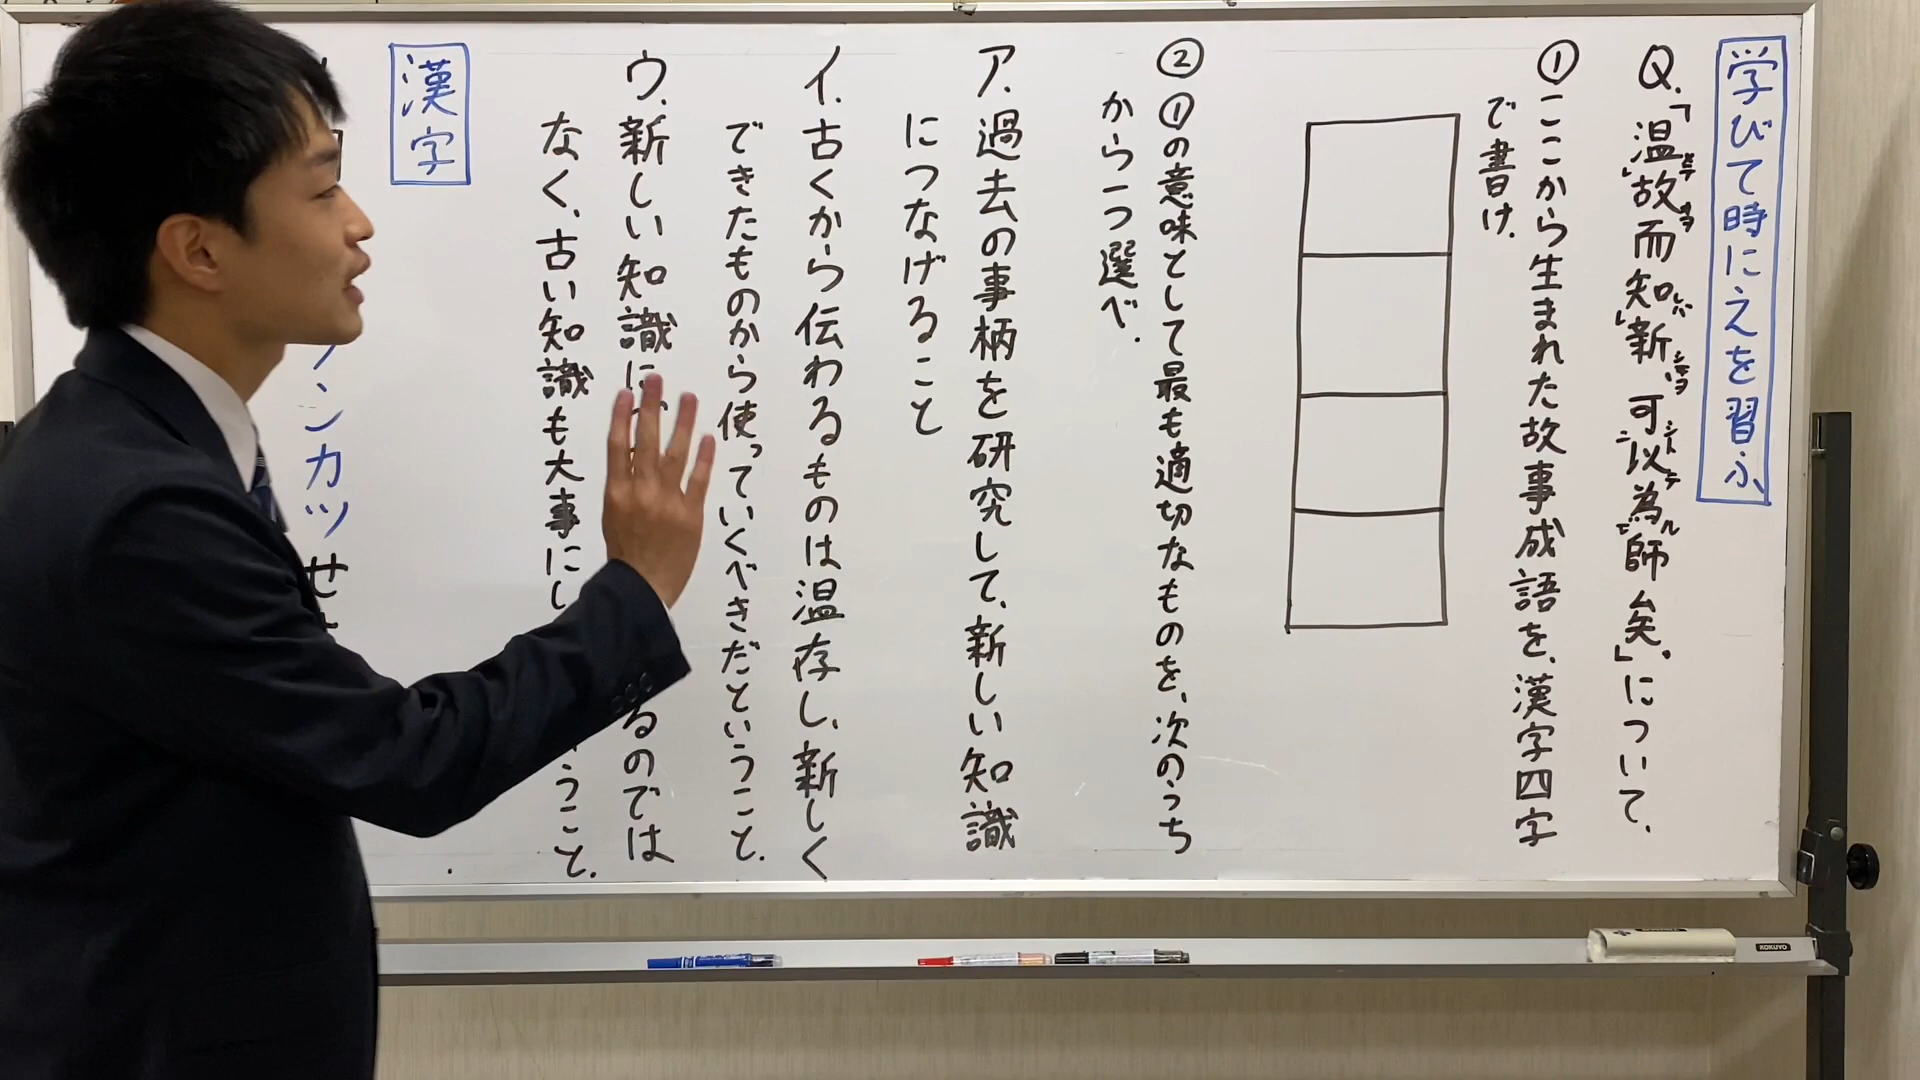 学びて時にえを習ふ
Q.「温故而知新、可以為師矣。」について、
①ここから生まれた故事成語を、漢字四字
で書け.
②①の意味として最も適切なものを、次のうち
から一つ選べ.
ア.過去の事柄を研究して、新しい知識
につなげること
イ.古くから伝わるものは温存し、新しく
できたものから使っていくべきだということ.
ウ.新しい知識に るのでは
なく、古い知識も大事にし うこと.
漢字
ンカツせ
KOKUYO